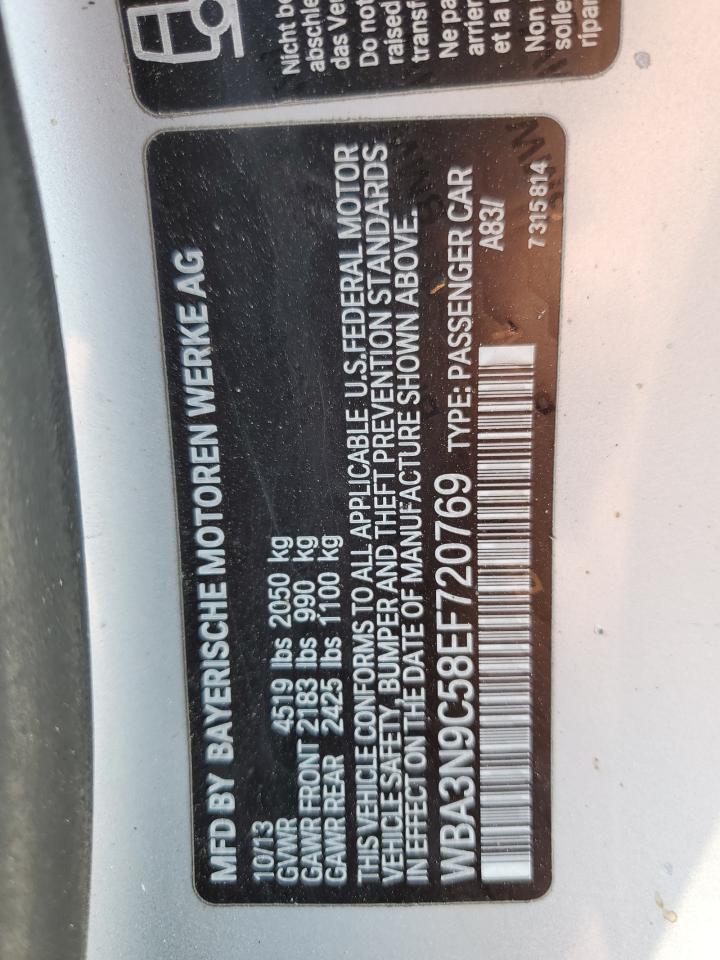 Nicht be
abschle
das Ver
Do not
raised
transf
Ne pa
arrier
et la
Non
solle
ripar
MFD BY BAYERISCHE MOTOREN WERKE AG
10/13
GVWR 4519 lbs 2050 kg
GAWR FRONT 2183 lbs 990 kg
GAWR REAR 2425 lbs 1100 kg
THIS VEHICLE CONFORMS TO ALL APPLICABLE U.S. FEDERAL MOTOR
VEHICLE SAFETY, BUMPER AND THEFT PREVENTION STANDARDS
IN EFFECT ON THE DATE OF MANUFACTURE SHOWN ABOVE.
WBA3N9C58EF720769 TYPE: PASSENGER CAR
A83/
7 315 814